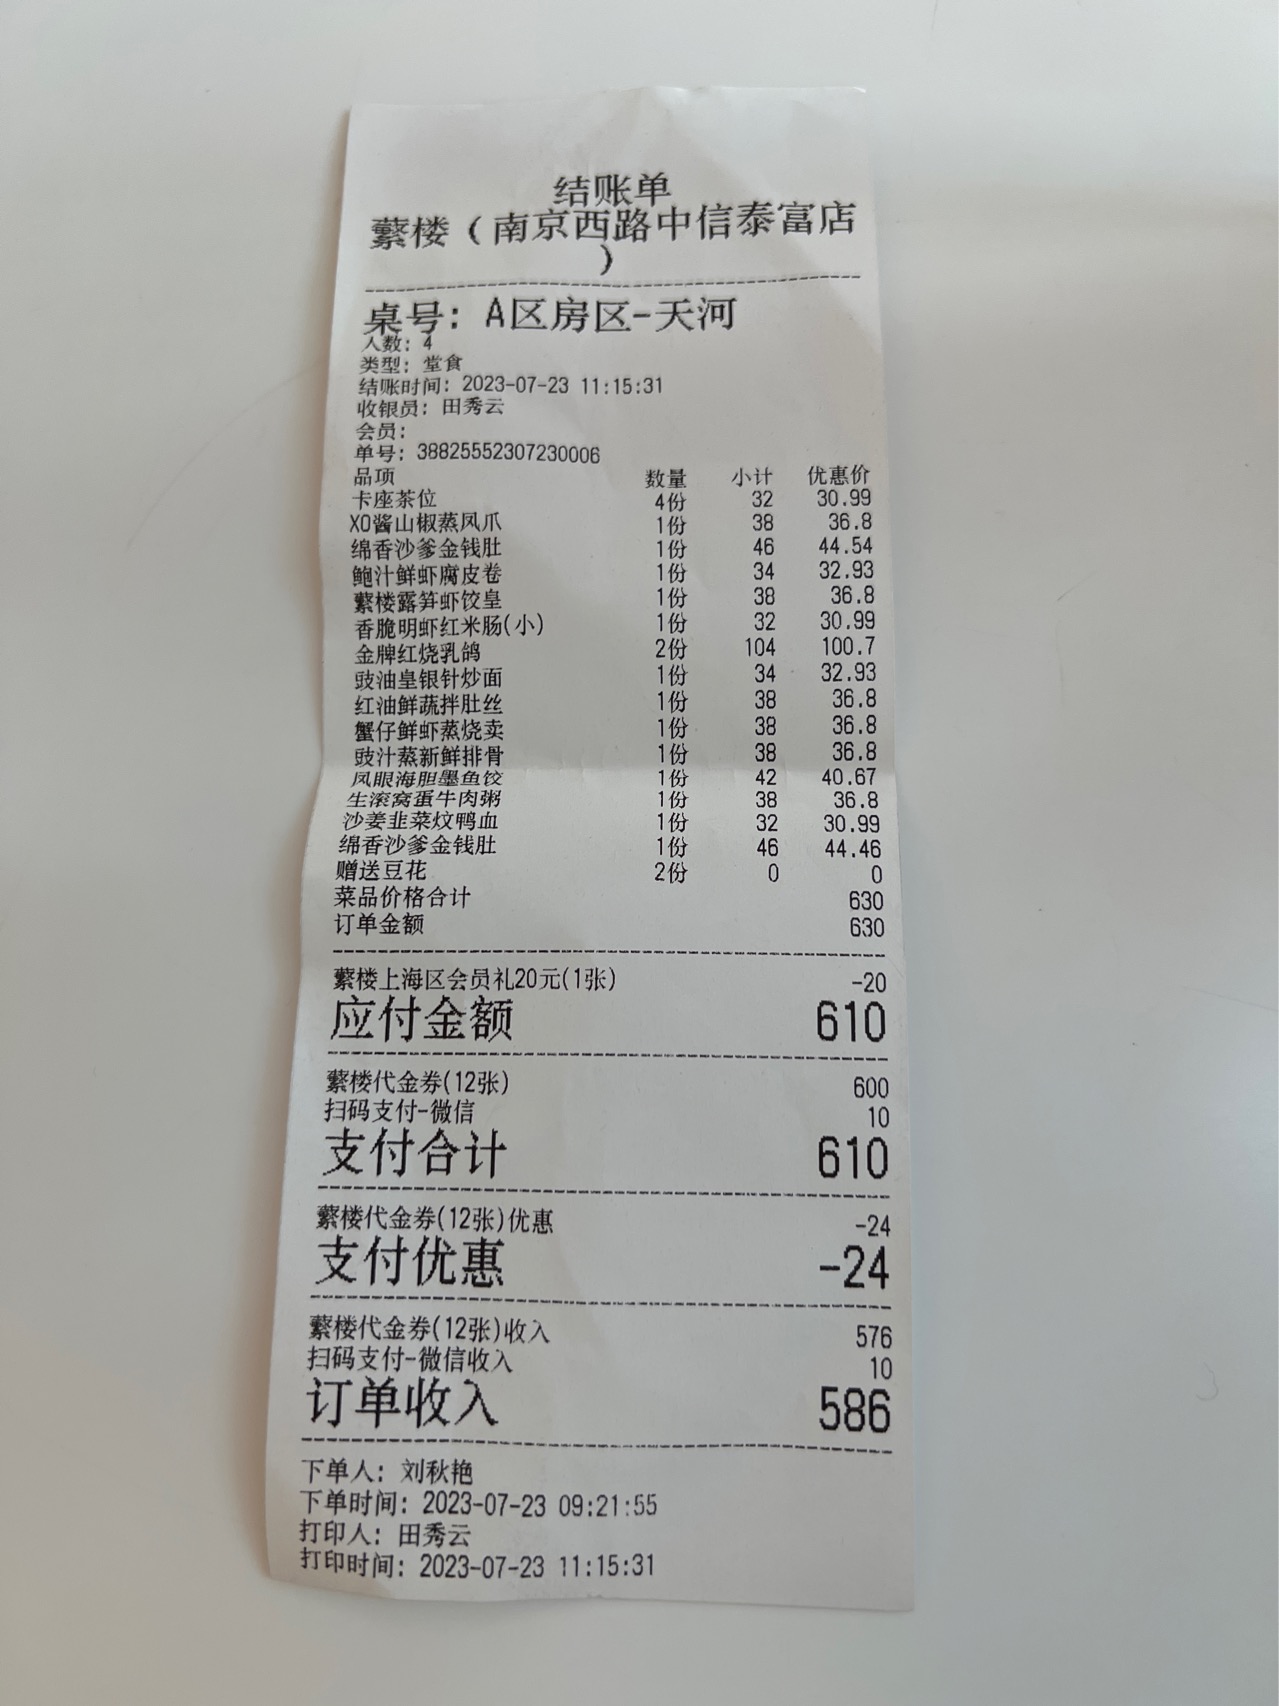 结账单
蘩楼（南京西路中信泰富店
）
桌号：A区房区-天河
人数：4
类型：堂食
结账时间：2023-07-23 11:15:31
收银员：田秀云
会员：
单号：38825552307230006
品项 数量 小计 优惠价
卡座茶位 4份 32 30.99
XO酱山椒蒸凤爪 1份 38 36.8
绵香沙爹金钱肚 1份 46 44.54
鲍汁鲜虾腐皮卷 1份 34 32.93
蘩楼露笋虾饺皇 1份 38 36.8
香脆明虾红米肠(小) 1份 32 30.99
金牌红烧乳鸽 2份 104 100.7
豉油皇银针炒面 1份 34 32.93
红油鲜蔬拌肚丝 1份 38 36.8
蟹仔鲜虾蒸烧卖 1份 38 36.8
豉汁蒸新鲜排骨 1份 38 36.8
凤眼海胆墨鱼饺 1份 42 40.67
生滚窝蛋牛肉粥 1份 38 36.8
沙姜韭菜炆鸭血 1份 32 30.99
绵香沙爹金钱肚 1份 46 44.46
赠送豆花 2份 0 0
菜品价格合计 630
订单金额 630
蘩楼上海区会员礼20元(1张) -20
应付金额 610
蘩楼代金券(12张) 600
扫码支付-微信 10
支付合计 610
蘩楼代金券(12张)优惠 -24
支付优惠 -24
蘩楼代金券(12张)收入 576
扫码支付-微信收入 10
订单收入 586
下单人：刘秋艳
下单时间：2023-07-23 09:21:55
打印人：田秀云
打印时间：2023-07-23 11:15:31